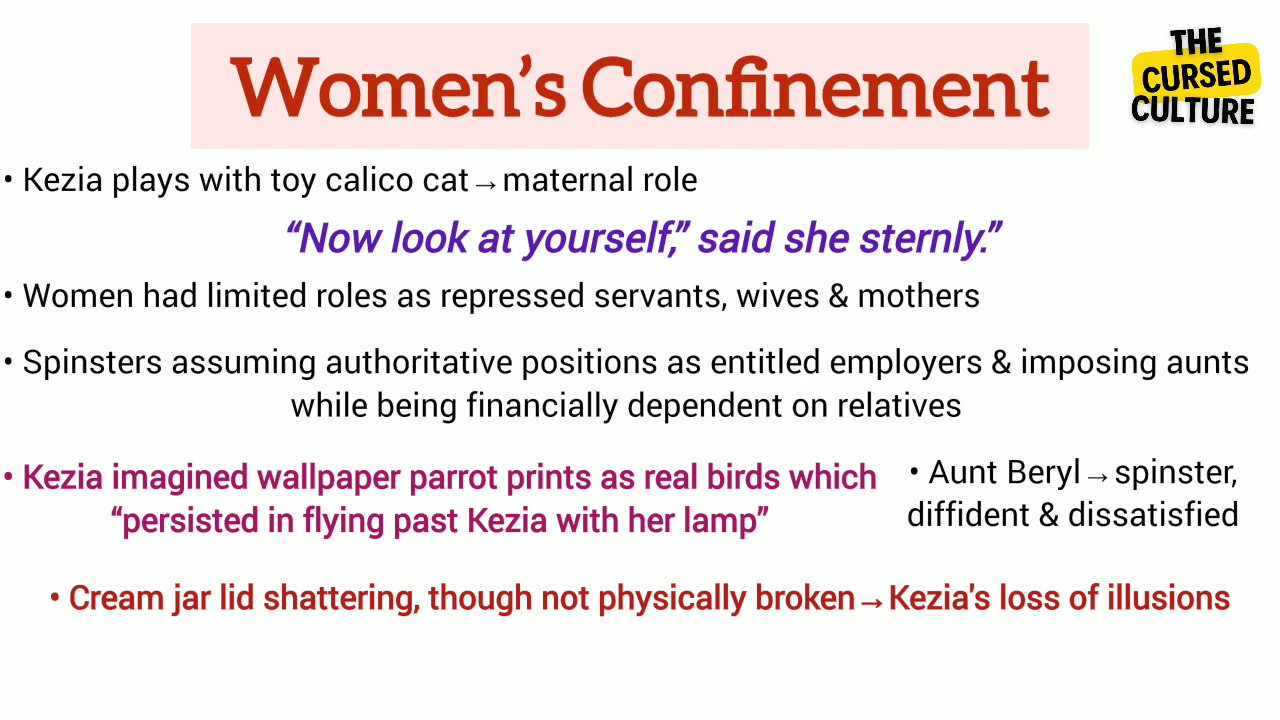 Women’s Confinement
THE
CURSED
CULTURE
• Kezia plays with toy calico cat→maternal role
“Now look at yourself,” said she sternly.”
• Women had limited roles as repressed servants, wives & mothers
• Spinsters assuming authoritative positions as entitled employers & imposing aunts
while being financially dependent on relatives
• Kezia imagined wallpaper parrot prints as real birds which
“persisted in flying past Kezia with her lamp”
• Aunt Beryl→spinster,
diffident & dissatisfied
• Cream jar lid shattering, though not physically broken→Kezia's loss of illusions